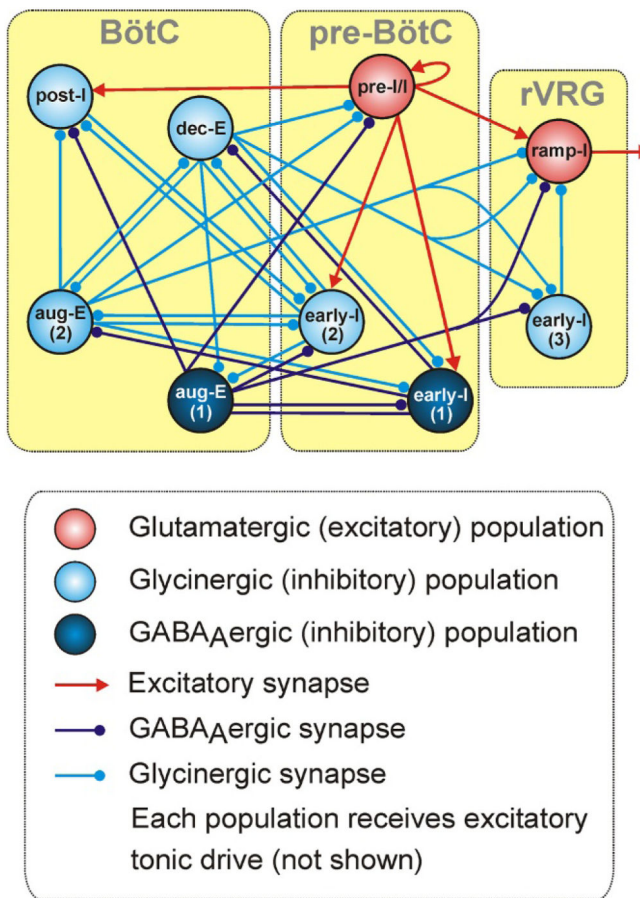 BötC
pre-BötC
rVRG
post-I
pre-I/I
dec-E
ramp-I
aug-E
(2)
early-I
(2)
early-I
(3)
aug-E
(1)
early-I
(1)
Glutamatergic (excitatory) population
Glycinergic (inhibitory) population
GABAAergic (inhibitory) population
Excitatory synapse
GABAAergic synapse
Glycinergic synapse
Each population receives excitatory
tonic drive (not shown)